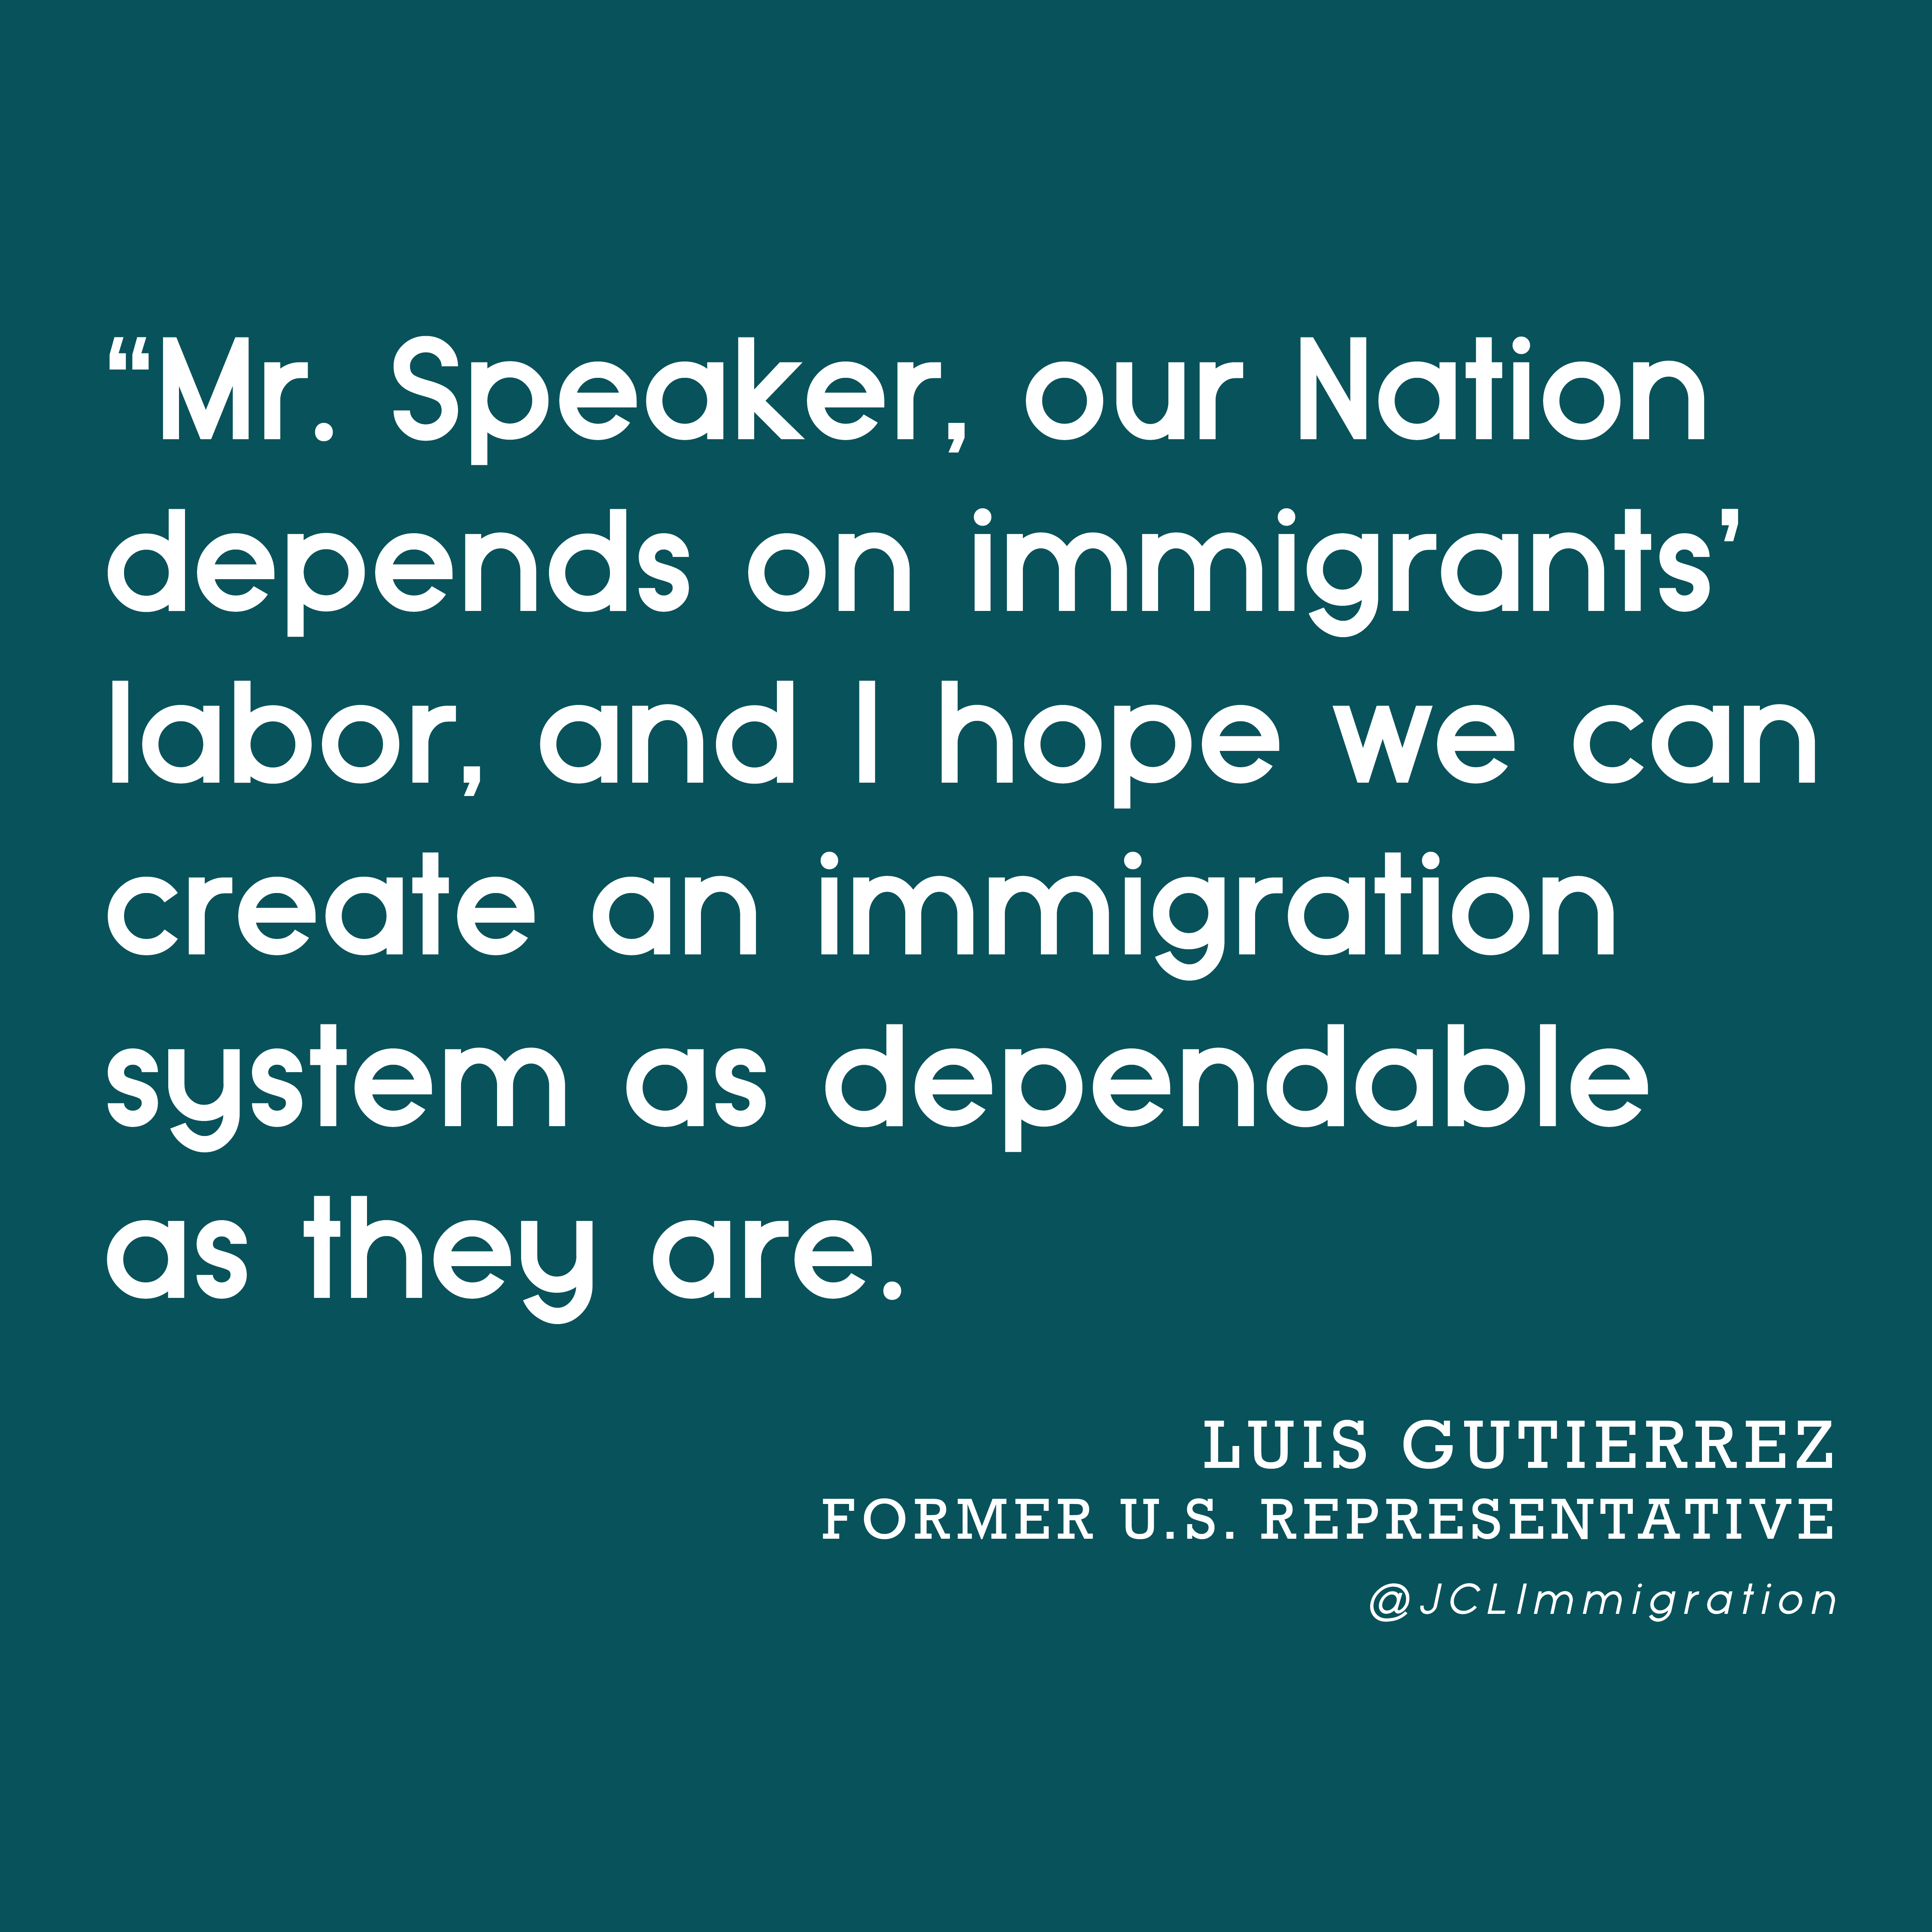 “Mr. Speaker, our Nation
depends on immigrants’
labor, and I hope we can
create an immigration
system as dependable
as they are.
LUIS GUTIERREZ
FORMER U.S. REPRESENTATIVE
@JCLImmigration